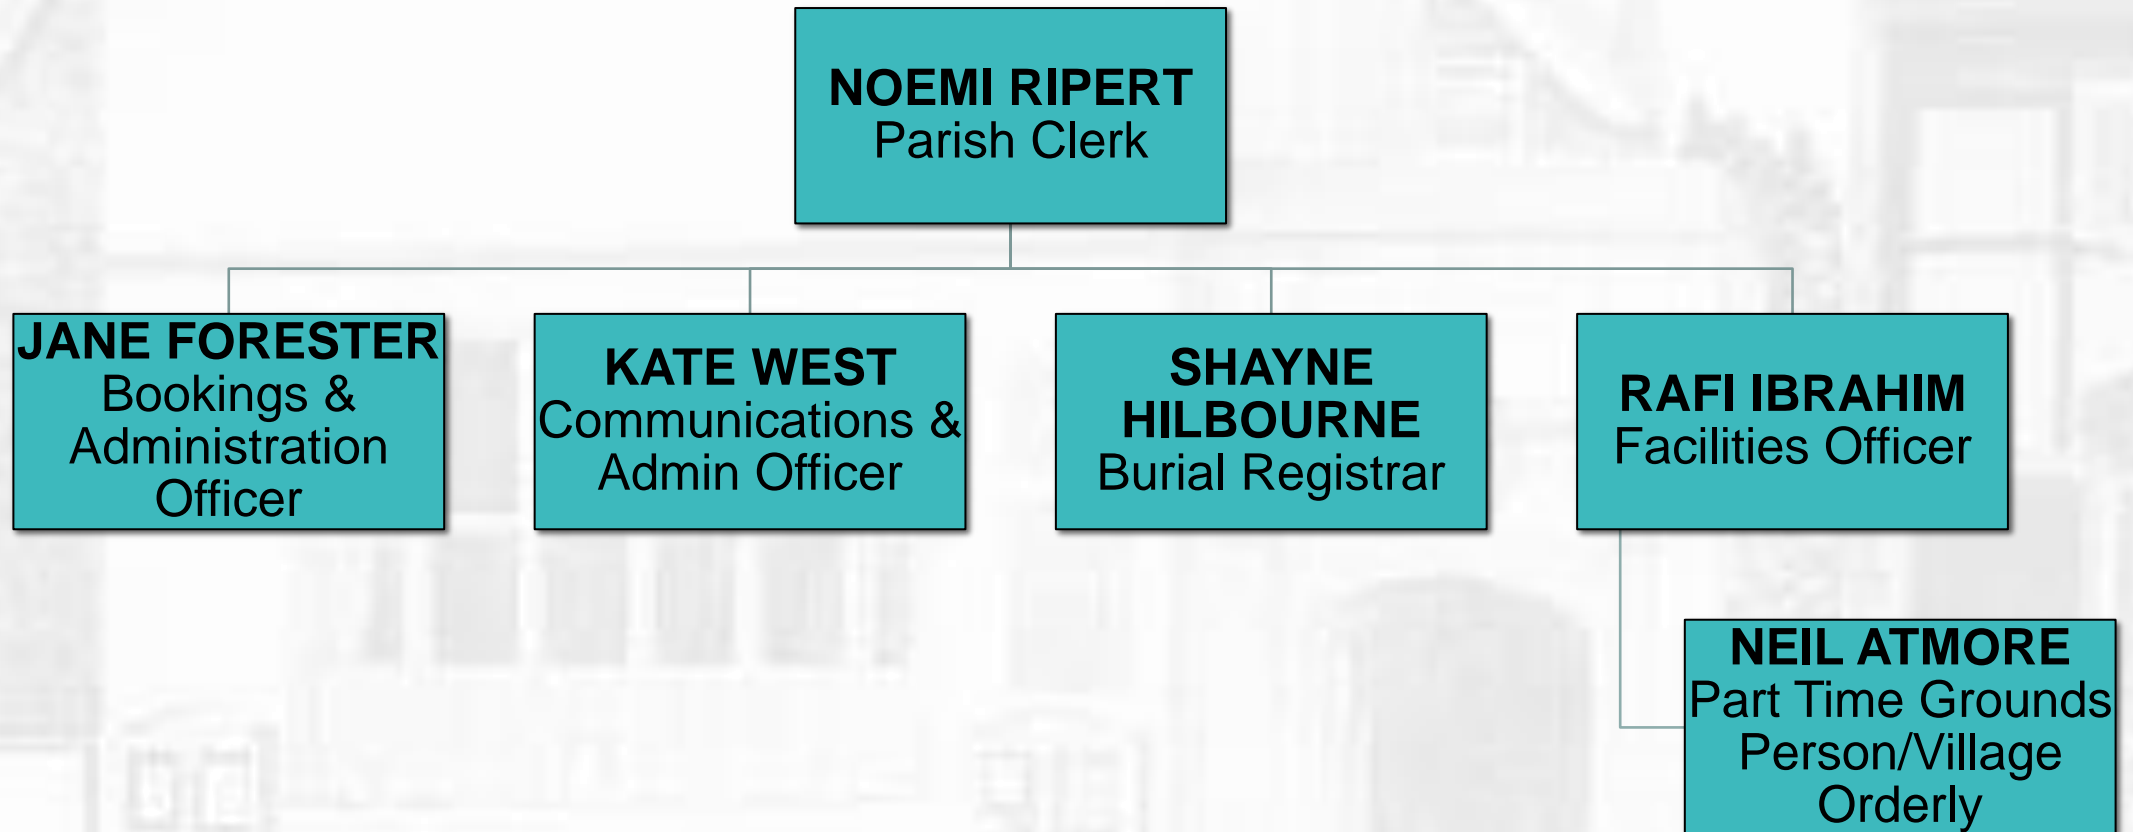 NOEMI RIPERT
Parish Clerk
JANE FORESTER
Bookings &
Administration
Officer
KATE WEST
Communications &
Admin Officer
SHAYNE
HILBOURNE
Burial Registrar
RAFI IBRAHIM
Facilities Officer
NEIL ATMORE
Part Time Grounds
Person/Village
Orderly